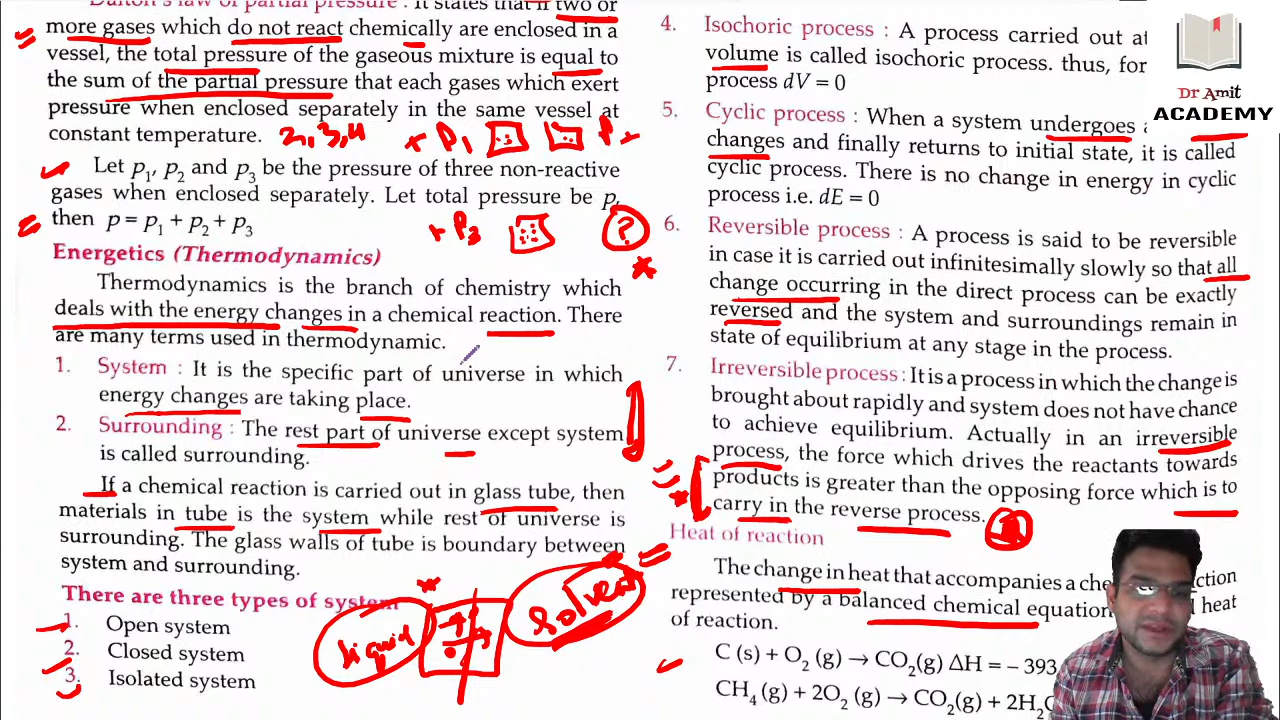 Dalton's law of partial pressure : It states that if two or
more gases which do not react chemically are enclosed in a
vessel, the total pressure of the gaseous mixture is equal to
the sum of the partial pressure that each gases which exert
pressure when enclosed separately in the same vessel at
constant temperature. 2, 3, 4 + P1 P2
Let p₁, p₂ and p₃ be the pressure of three non-reactive
gases when enclosed separately. Let total pressure be p,
then p = p₁ + p₂ + p₃ + P3 ?
Energetics (Thermodynamics)
Thermodynamics is the branch of chemistry which
deals with the energy changes in a chemical reaction. There
are many terms used in thermodynamic.
1. System : It is the specific part of universe in which
energy changes are taking place.
2. Surrounding : The rest part of universe except system
is called surrounding.
If a chemical reaction is carried out in glass tube, then
materials in tube is the system while rest of universe is
surrounding. The glass walls of tube is boundary between
system and surrounding.
There are three types of system
1. Open system
2. Closed system
3. Isolated system
liquid
Solvent
4. Isochoric process : A process carried out at
volume is called isochoric process. thus, for
process dV = 0
5. Cyclic process : When a system undergoes
changes and finally returns to initial state, it is called
cyclic process. There is no change in energy in cyclic
process i.e. dE = 0
6. Reversible process : A process is said to be reversible
in case it is carried out infinitesimally slowly so that all
change occurring in the direct process can be exactly
reversed and the system and surroundings remain in
state of equilibrium at any stage in the process.
7. Irreversible process : It is a process in which the change is
brought about rapidly and system does not have chance
to achieve equilibrium. Actually in an irreversible
process, the force which drives the reactants towards
products is greater than the opposing force which is to
carry in the reverse process.
Heat of reaction
The change in heat that accompanies a
represented by a balanced chemical equation heat
of reaction.
C (s) + O₂ (g) → CO₂(g) ΔH = – 393
CH₄ (g) + 2O₂ (g) → CO₂(g) + 2H₂
Dr Amit
ACADEMY